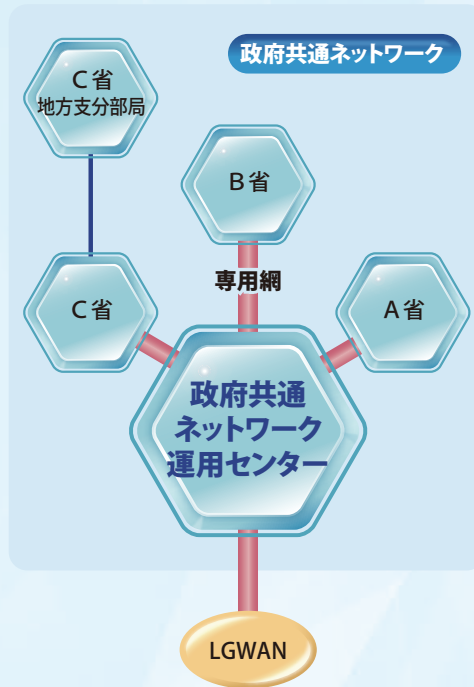 政府共通ネットワーク
C省
地方支分部局
B省
専用網
C省
A省
政府共通
ネットワーク
運用センター
LGWAN